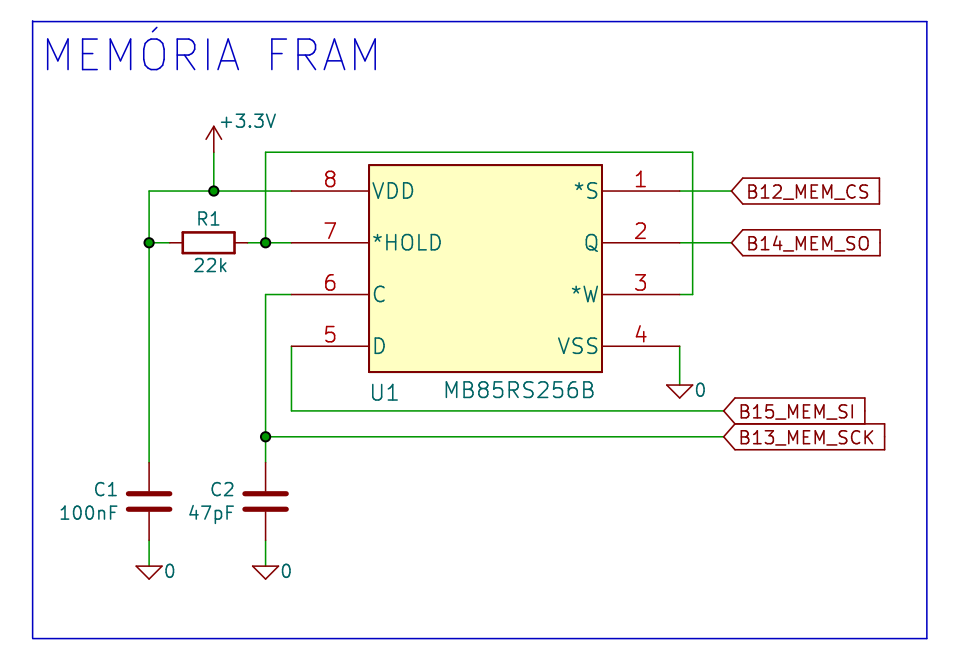 MEMÓRIA FRAM
+3.3V
8
VDD
*S
1
B12_MEM_CS
R1
22k
7
*HOLD
Q
2
B14_MEM_SO
6
C
*W
3
5
D
VSS
4
0
U1
MB85RS256B
B15_MEM_SI
B13_MEM_SCK
C1
100nF
C2
47pF
0
0